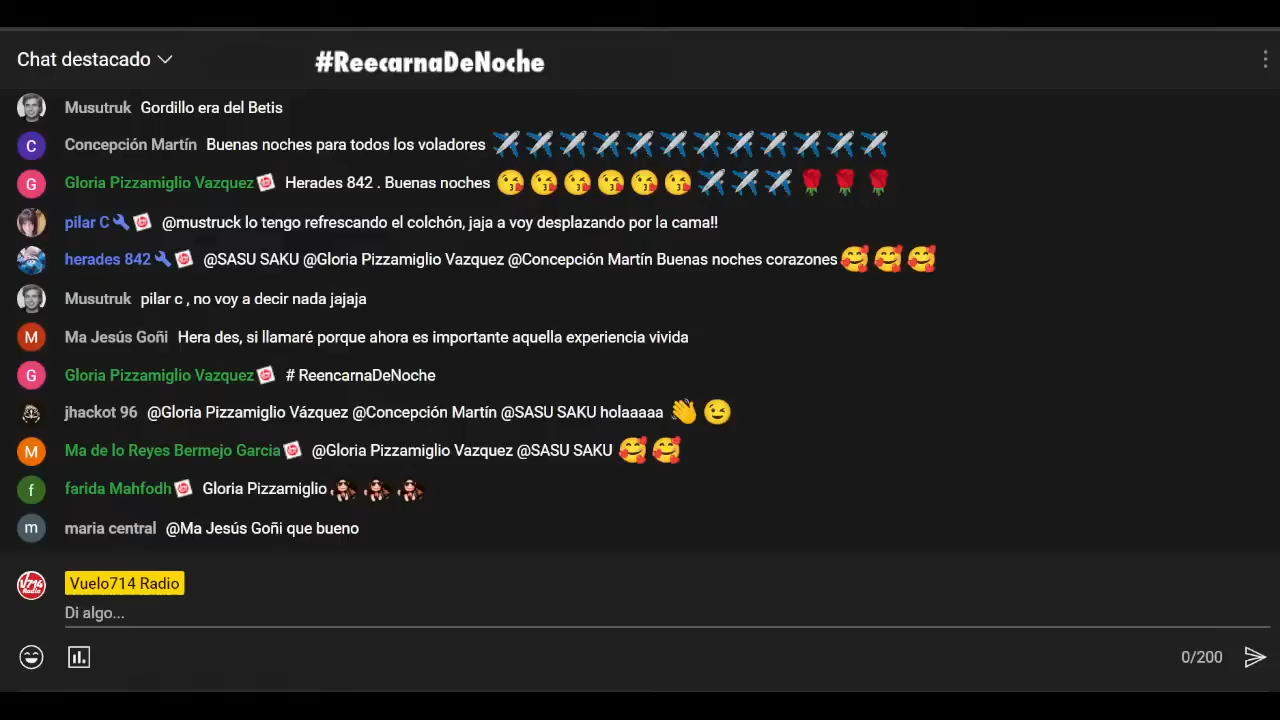 Chat destacado
#ReecarnaDeNoche
Musutruk Gordillo era del Betis
C Concepción Martín Buenas noches para todos los voladores ✈️✈️✈️✈️✈️✈️✈️✈️✈️✈️✈️✈️
G Gloria Pizzamiglio Vazquez Herades 842 . Buenas noches 😘😘😘😘😘😘✈️✈️✈️🌹🌹🌹
pilar C @mustruck lo tengo refrescando el colchón, jaja a voy desplazando por la cama!!
herades 842 @SASU SAKU @Gloria Pizzamiglio Vazquez @Concepción Martín Buenas noches corazones🥰🥰🥰
Musutruk pilar c , no voy a decir nada jajaja
M Ma Jesús Goñi Hera des, si llamaré porque ahora es importante aquella experiencia vivida
G Gloria Pizzamiglio Vazquez # ReencarnaDeNoche
jhackot 96 @Gloria Pizzamiglio Vázquez @Concepción Martín @SASU SAKU holaaaaa 👋😉
M Ma de lo Reyes Bermejo Garcia @Gloria Pizzamiglio Vazquez @SASU SAKU 🥰🥰
f farida Mahfodh Gloria Pizzamiglio
m maria central @Ma Jesús Goñi que bueno
V714 Radio Vuelo714 Radio
Di algo...
0/200